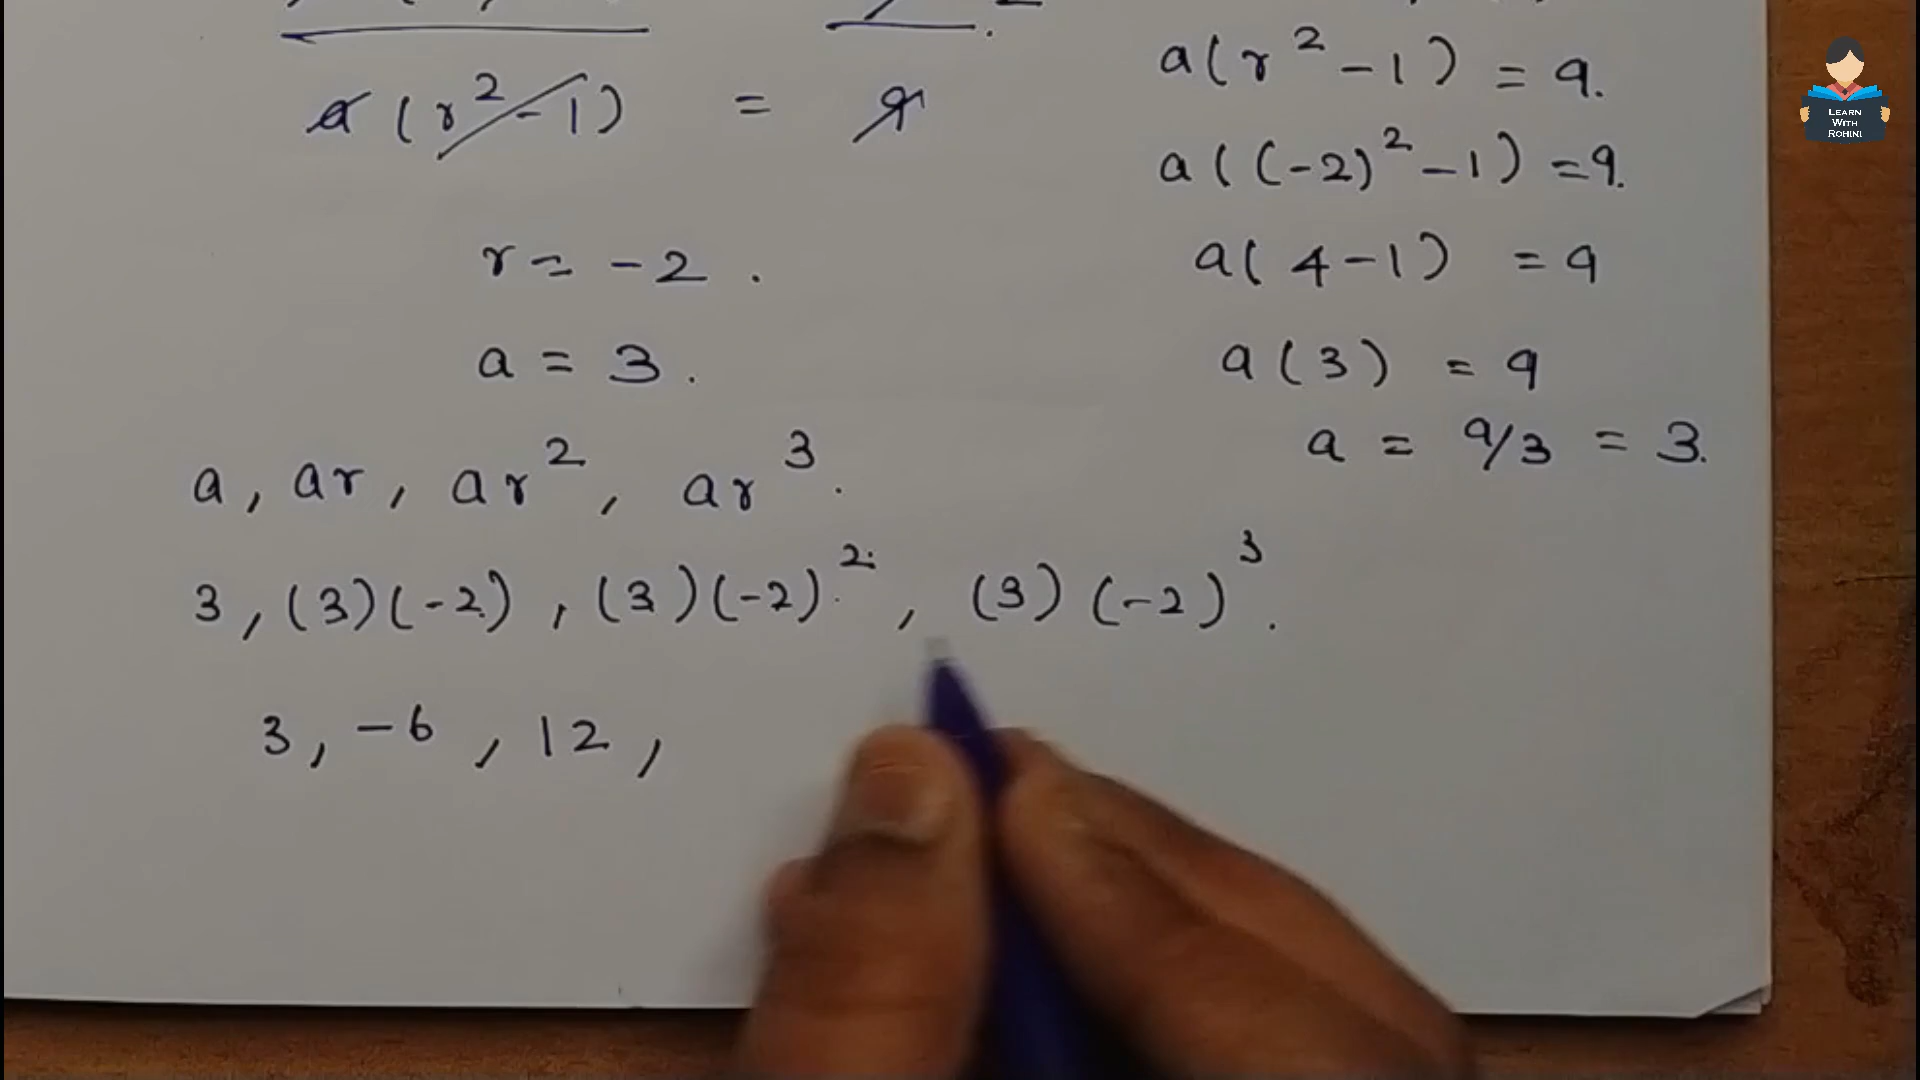 a (r² - 1) = 9
r = -2 .
a = 3 .
a , ar , ar² , ar³ .
3 , (3)(-2) , (3)(-2)² , (3)(-2)³ .
3 , -6 , 12 ,
a(r² - 1) = 9.
a((-2)² - 1) = 9.
a(4-1) = 9
a(3) = 9
a = 9/3 = 3.
LEARN
WITH
ROHINI